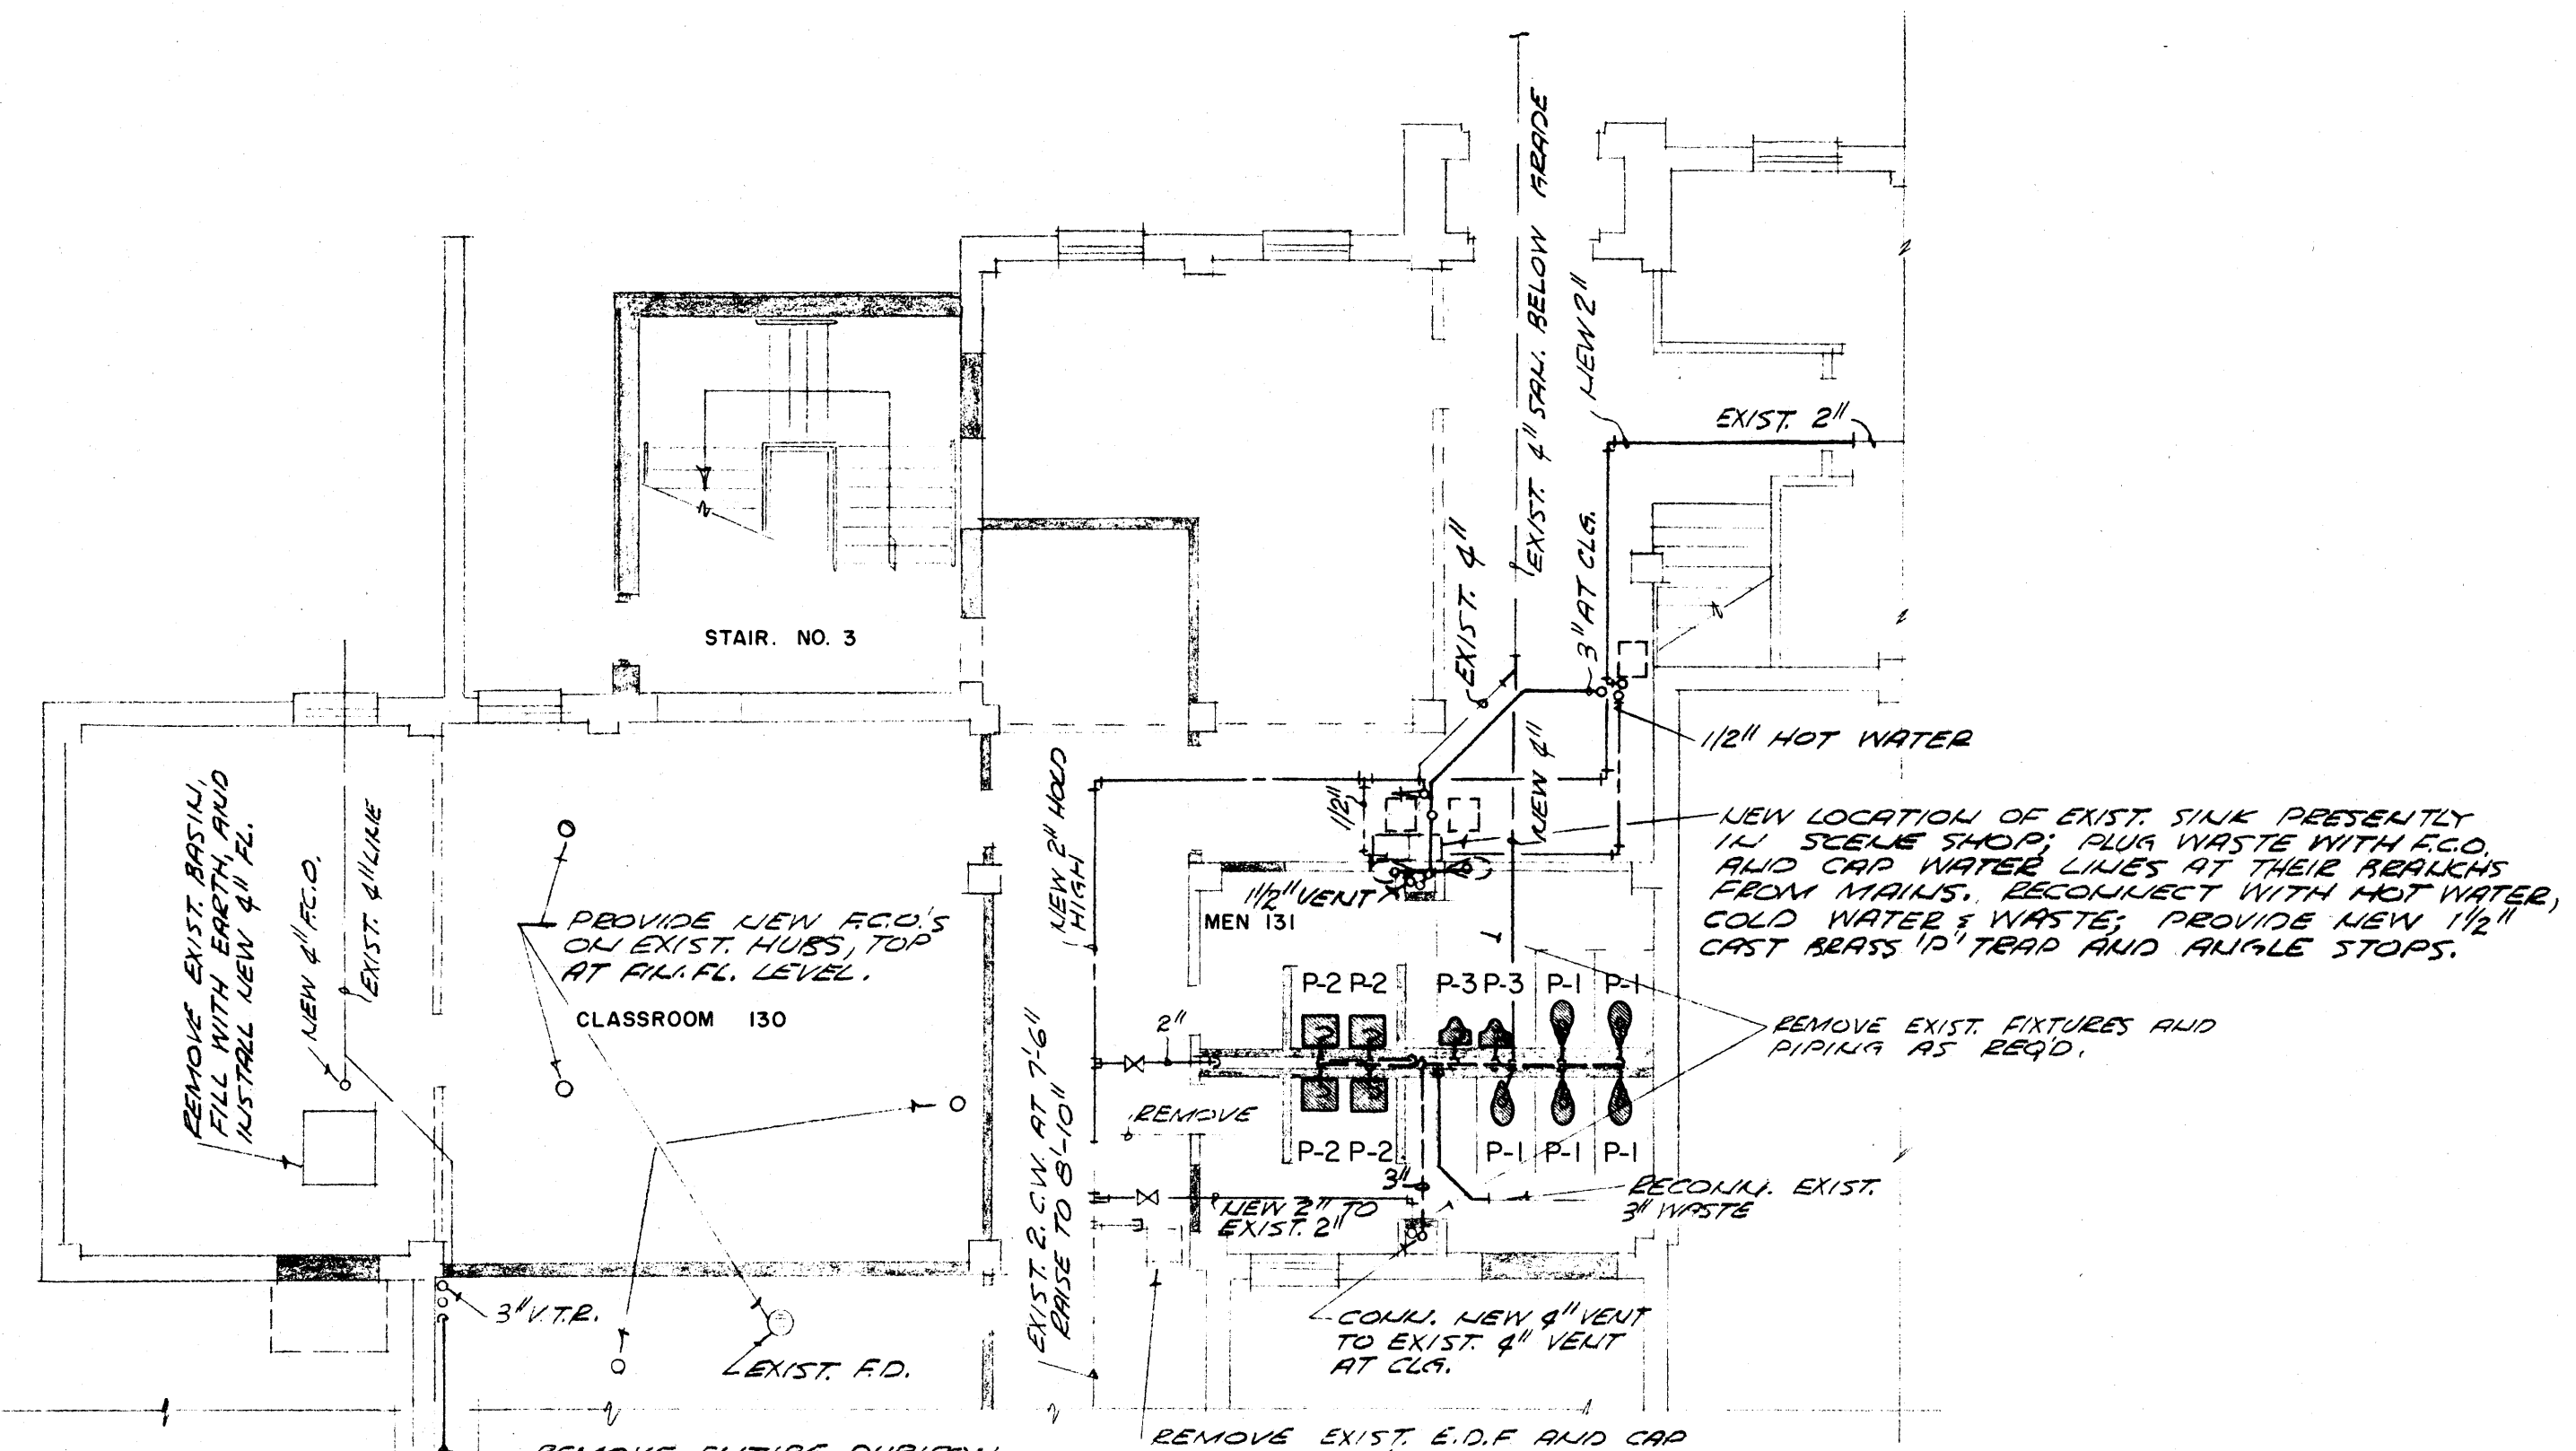 EXIST. 4" SAN. BELOW GRADE
NEW 2"
EXIST. 2"
EXIST. 4"
3" AT CLG.
STAIR. NO. 3
1/2" HOT WATER
NEW 4"
1/2"
NEW 2" HOLD
HIGH
REMOVE EXIST. BASIN,
FILL WITH EARTH, AND
INSTALL NEW 4" FL.
NEW 4" F.C.O.
EXIST. 4" LINE
PROVIDE NEW F.C.O.'S
ON EXIST. HUBS, TOP
AT FIN. FL. LEVEL.
CLASSROOM 130
NEW LOCATION OF EXIST. SINK PRESENTLY
IN SCENE SHOP; PLUG WASTE WITH F.C.O.
AND CAP WATER LINES AT THEIR BRANCHS
FROM MAINS. RECONNECT WITH HOT WATER,
COLD WATER & WASTE; PROVIDE NEW 1 1/2"
CAST BRASS 'P' TRAP AND ANGLE STOPS.
1 1/2" VENT
MEN 131
P-2 P-2 P-3 P-3 P-1 P-1
REMOVE EXIST. FIXTURES AND
PIPING AS REQ'D.
2"
REMOVE
P-2 P-2 P-1 P-1 P-1
3"
EXIST. 2. C.W. AT 7'-6"
RAISE TO 8'-10"
NEW 2" TO
EXIST. 2"
RECONN. EXIST.
3" WASTE
3" V.T.R.
EXIST. F.D.
CONN. NEW 4" VENT
TO EXIST. 4" VENT
AT CLG.
REMOVE EXIST. E.D.F. AND CAP
REMOVE ENTIRE